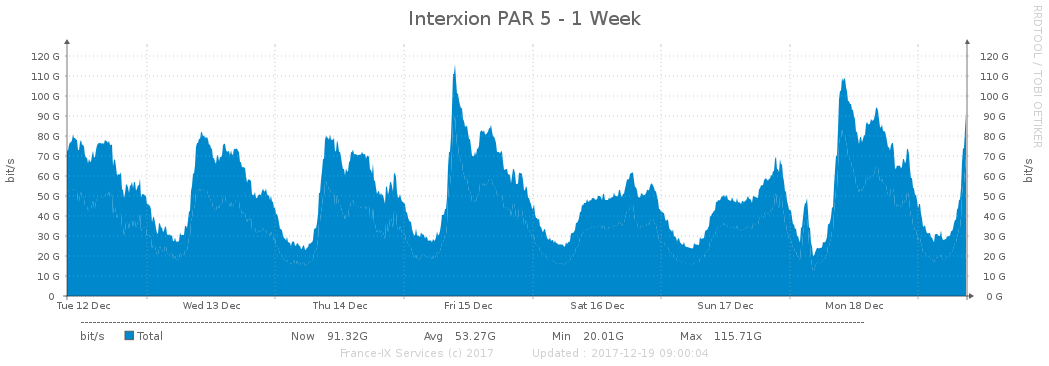 Interxion PAR 5 - 1 Week
RRDTOOL / TOBI OETIKER
bit/s
120 G 120 G
110 G 110 G
100 G 100 G
90 G 90 G
80 G 80 G
70 G 70 G
60 G 60 G
50 G 50 G
40 G 40 G
30 G 30 G
20 G 20 G
10 G 10 G
0 0 G
bit/s
Tue 12 Dec Wed 13 Dec Thu 14 Dec Fri 15 Dec Sat 16 Dec Sun 17 Dec Mon 18 Dec
bit/s Total Now 91.32G Avg 53.27G Min 20.01G Max 115.71G
France-IX Services (c) 2017 Updated : 2017-12-19 09:00:04